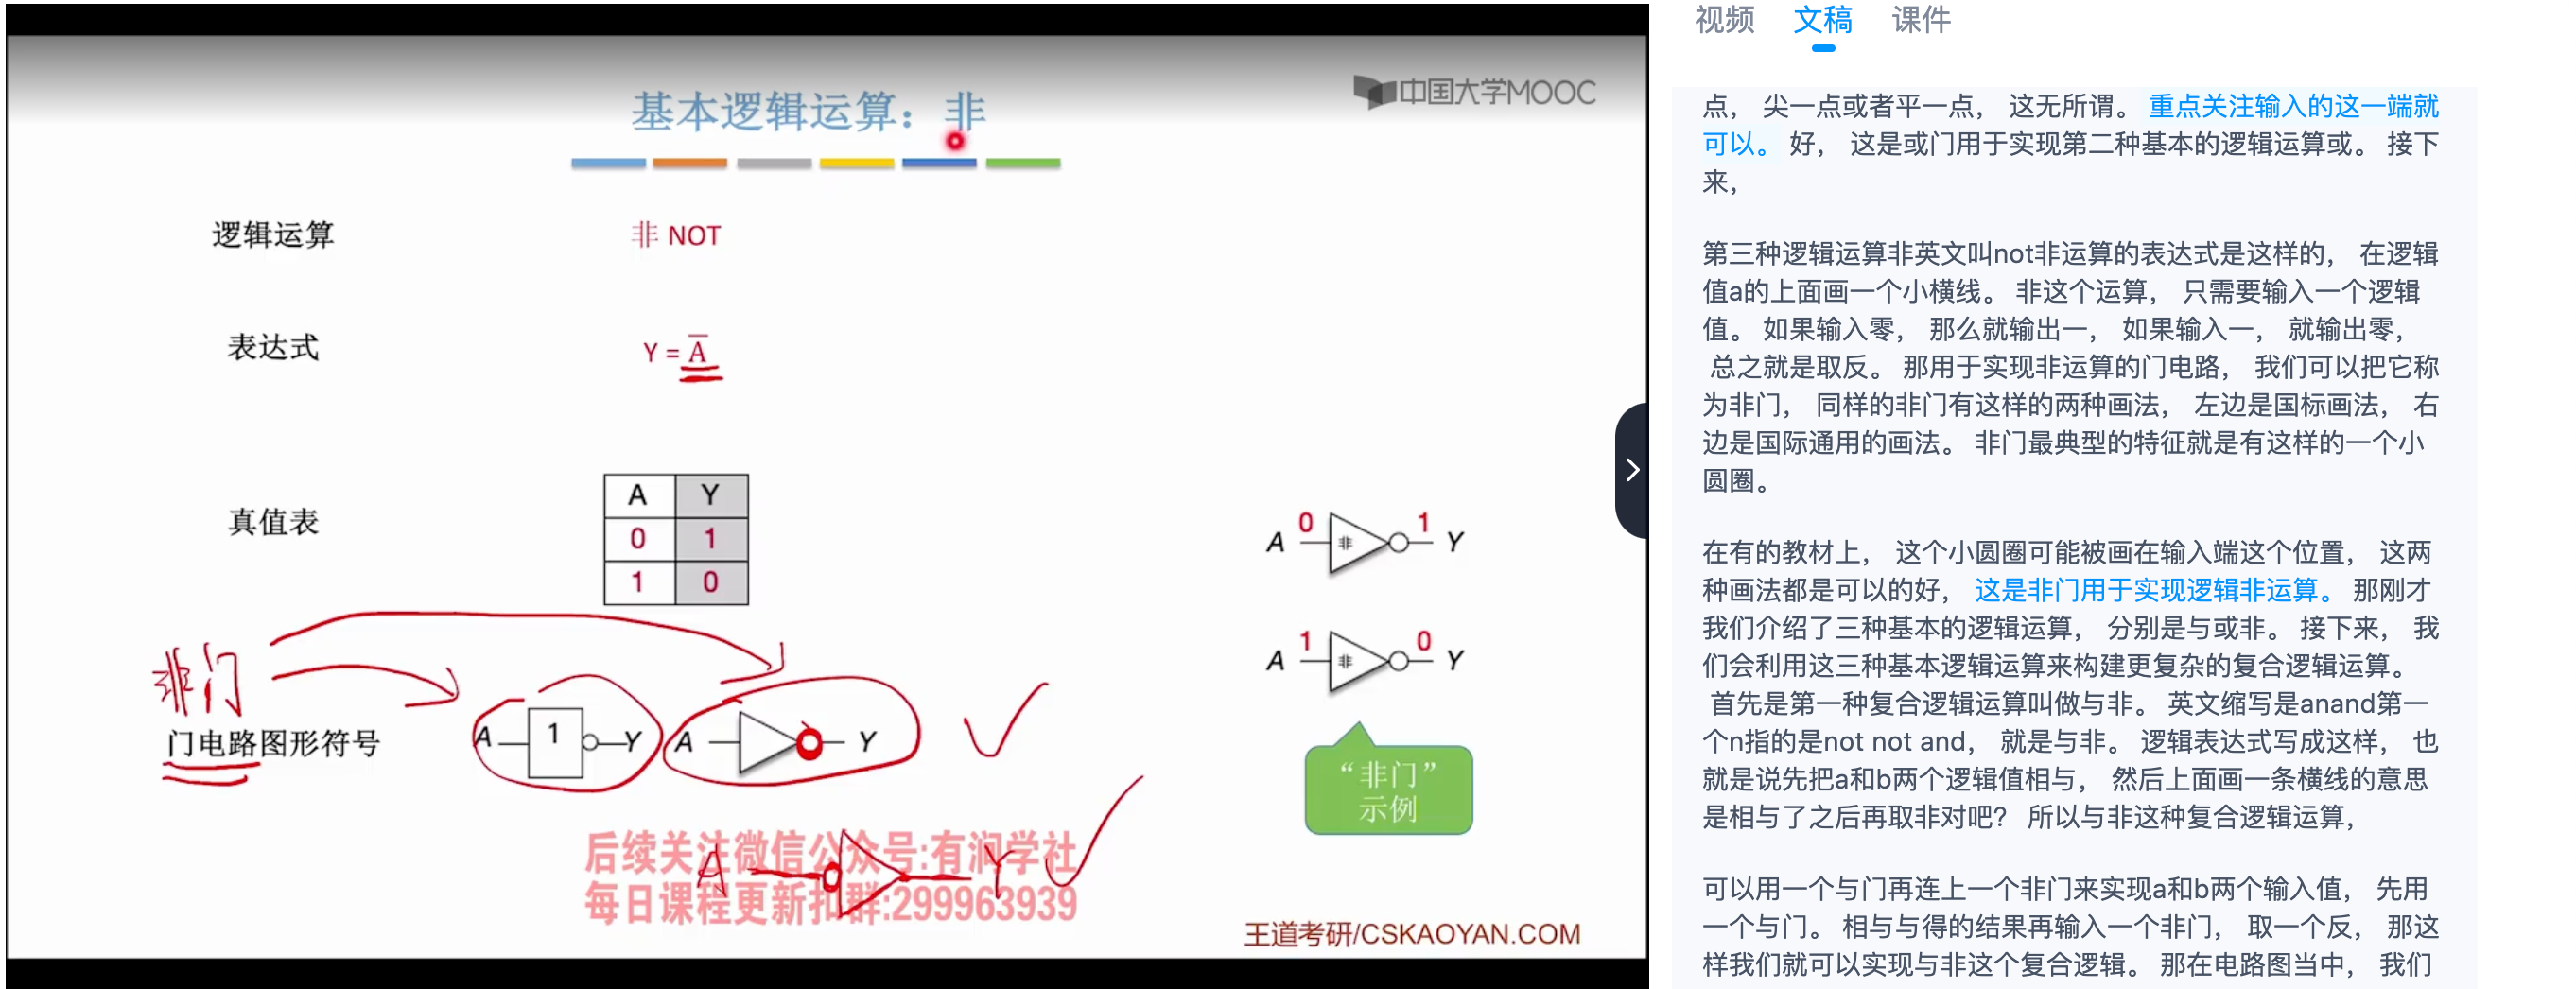 基本逻辑运算：非
中国大学MOOC
逻辑运算
非 NOT
表达式
Y = A̅
真值表
A Y
0 1
1 0
A 0 非 1 Y
A 1 非 0 Y
“非门”
示例
非门
门电路图形符号
A 1 Y
A Y
A Y
后续关注微信公众号:有润学社
每日课程更新扣群:299963939
王道考研/CSKAOYAN.COM
视频 文稿 课件
点， 尖一点或者平一点， 这无所谓。 重点关注输入的这一端就
可以。 好， 这是或门用于实现第二种基本的逻辑运算或。 接下
来，
第三种逻辑运算非英文叫not非运算的表达式是这样的， 在逻辑
值a的上面画一个小横线。 非这个运算， 只需要输入一个逻辑
值。 如果输入零， 那么就输出一， 如果输入一， 就输出零，
总之就是取反。 那用于实现非运算的门电路， 我们可以把它称
为非门， 同样的非门有这样的两种画法， 左边是国标画法， 右
边是国际通用的画法。 非门最典型的特征就是有这样的一个小
圆圈。
在有的教材上， 这个小圆圈可能被画在输入端这个位置， 这两
种画法都是可以的好， 这是非门用于实现逻辑非运算。 那刚才
我们介绍了三种基本的逻辑运算， 分别是与或非。 接下来， 我
们会利用这三种基本逻辑运算来构建更复杂的复合逻辑运算。
首先是第一种复合逻辑运算叫做与非。 英文缩写是anand第一
个n指的是not not and， 就是与非。 逻辑表达式写成这样， 也
就是说先把a和b两个逻辑值相与， 然后上面画一条横线的意思
是相与了之后再取非对吧？ 所以与非这种复合逻辑运算，
可以用一个与门再连上一个非门来实现a和b两个输入值， 先用
一个与门。 相与与得的结果再输入一个非门， 取一个反， 那这
样我们就可以实现与非这个复合逻辑。 那在电路图当中， 我们